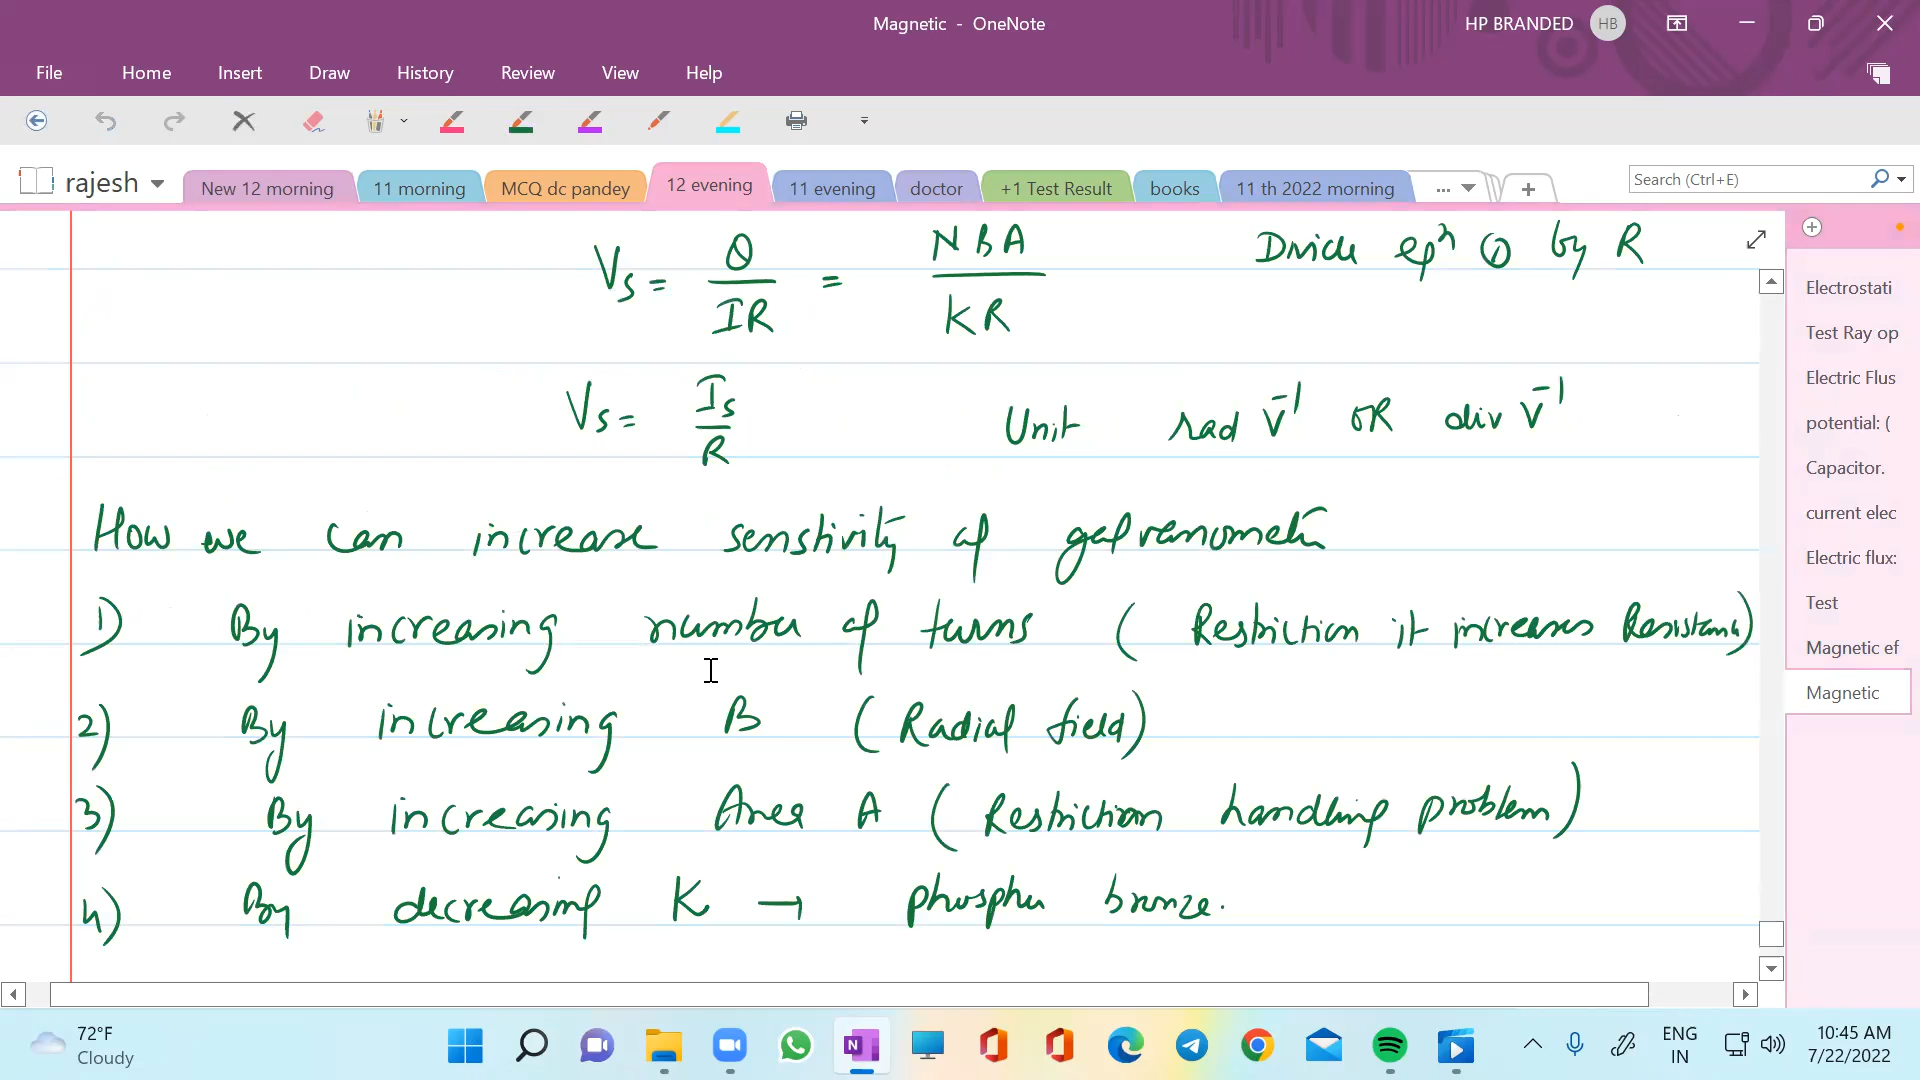 Magnetic - OneNote
HP BRANDED HB
File Home Insert Draw History Review View Help
rajesh New 12 morning 11 morning MCQ dc pandey 12 evening 11 evening doctor +1 Test Result books 11 th 2022 morning ... Search (Ctrl+E)
Vs = θ/IR = NBA/KR Divide eqn ① by R
Vs = Is/R Unit rad V⁻¹ OR div V⁻¹
How we can increase senstivity of galvanometer
1) By increasing number of turns (Restriction it increases Resistance)
2) By increasing B (Radial field)
3) By increasing Area A (Restriction handling problem)
4) By decreasing K → phosphor bronze.
Electrostati
Test Ray op
Electric Flus
potential: (
Capacitor.
current elec
Electric flux:
Test
Magnetic ef
Magnetic
72°F
Cloudy
ENG
IN
10:45 AM
7/22/2022